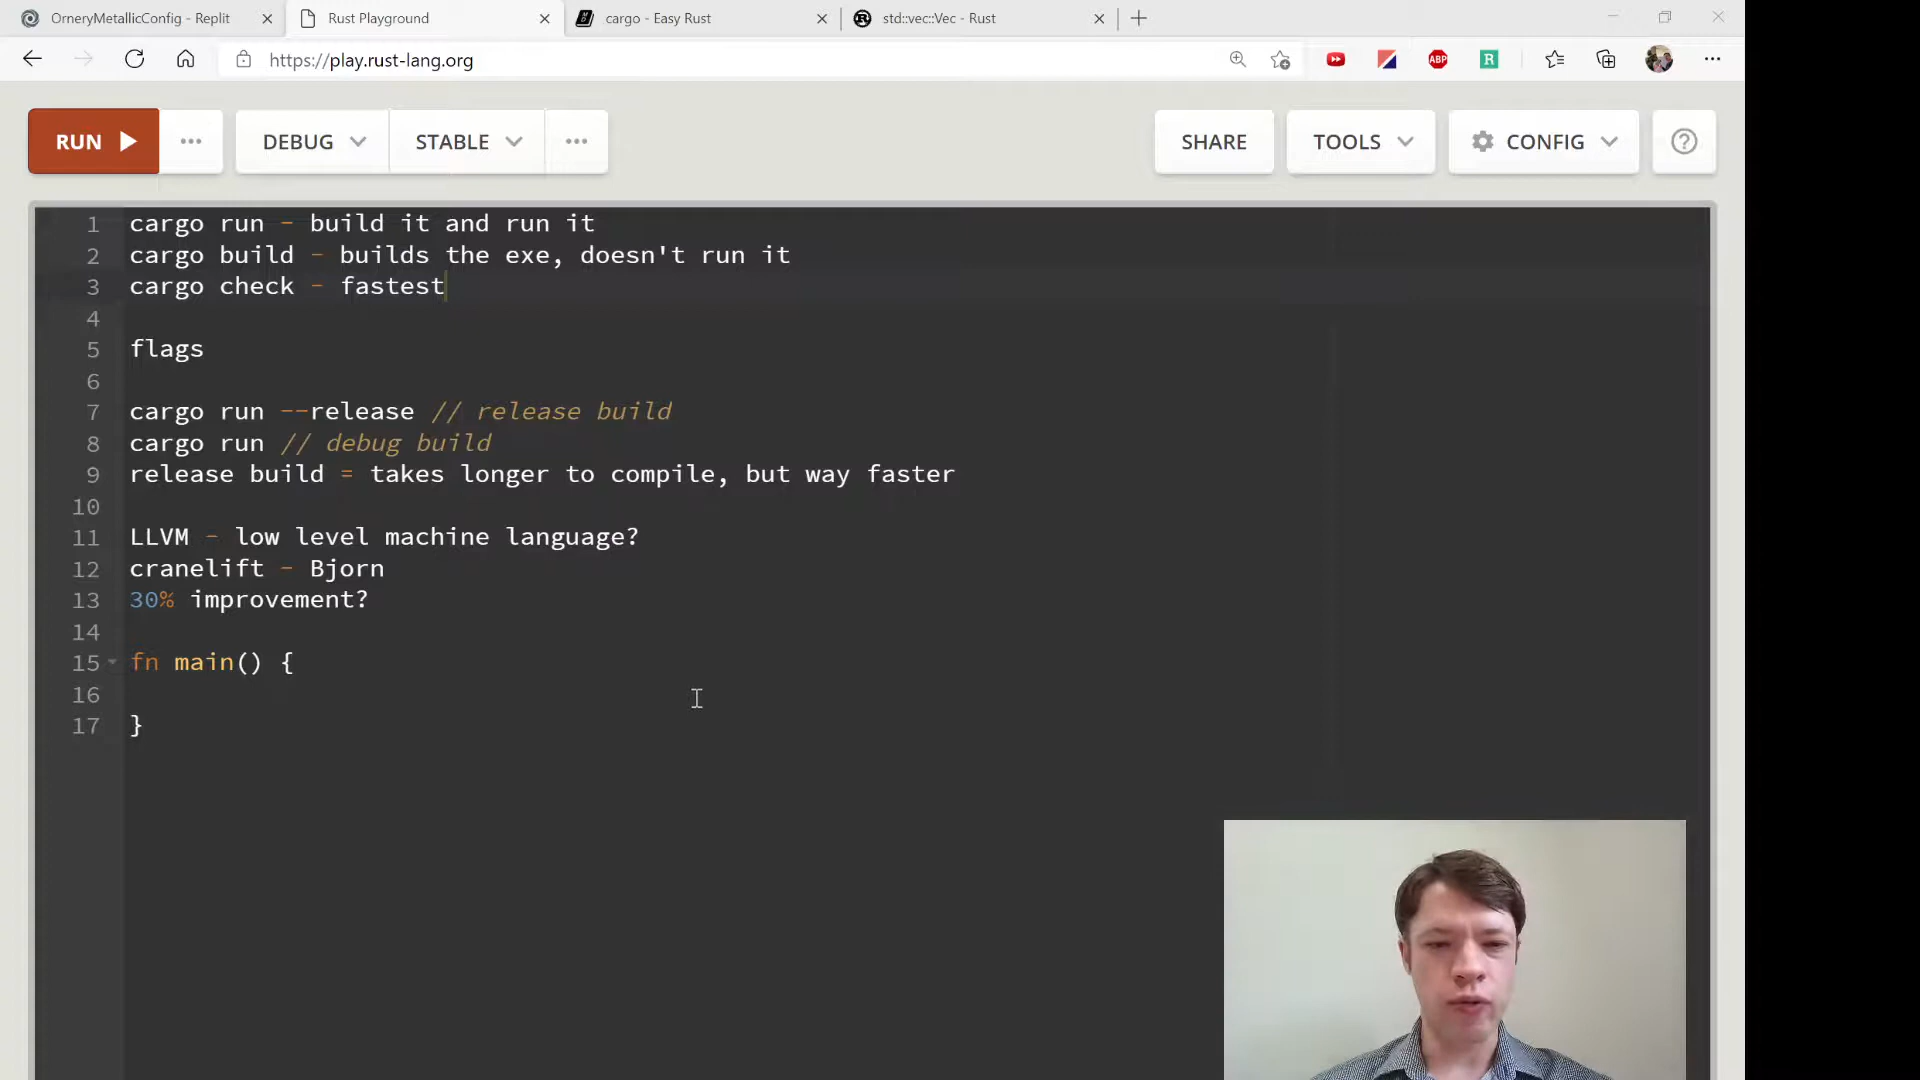 OrneryMetallicConfig - Replit
Rust Playground
cargo - Easy Rust
std::vec::Vec - Rust
https://play.rust-lang.org
ABP
R
RUN
DEBUG
STABLE
SHARE
TOOLS
CONFIG
1 cargo run - build it and run it
2 cargo build - builds the exe, doesn't run it
3 cargo check - fastest
4
5 flags
6
7 cargo run --release // release build
8 cargo run // debug build
9 release build = takes longer to compile, but way faster
10
11 LLVM - low level machine language?
12 cranelift - Bjorn
13 30% improvement?
14
15 fn main() {
16
17 }